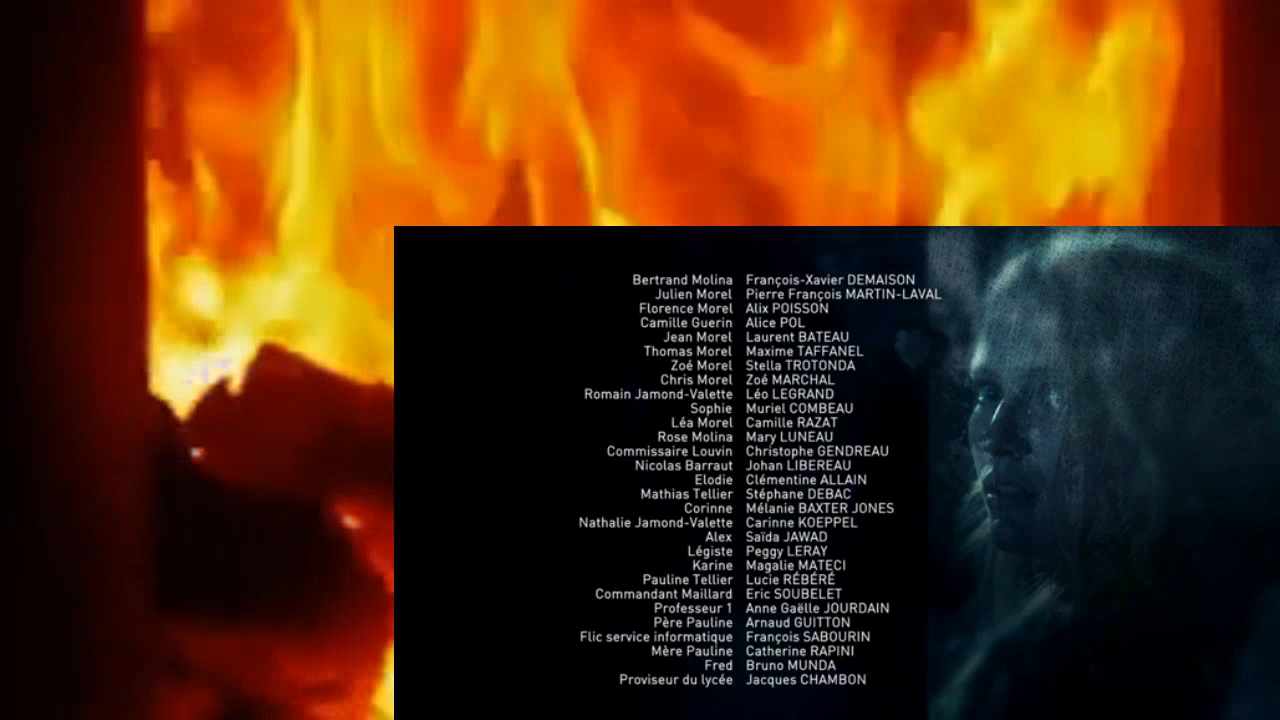 Bertrand Molina François-Xavier DEMAISON
Julien Morel Pierre François MARTIN-LAVAL
Florence Morel Alix POISSON
Camille Guerin Alice POL
Jean Morel Laurent BATEAU
Thomas Morel Maxime TAFFANEL
Zoé Morel Stella TROTONDA
Chris Morel Zoé MARCHAL
Romain Jamond-Valette Léo LEGRAND
Sophie Muriel COMBEAU
Léa Morel Camille RAZAT
Rose Molina Mary LUNEAU
Commissaire Louvin Christophe GENDREAU
Nicolas Barraut Johan LIBEREAU
Elodie Clémentine ALLAIN
Mathias Tellier Stéphane DEBAC
Corinne Mélanie BAXTER JONES
Nathalie Jamond-Valette Carinne KOEPPEL
Alex Saïda JAWAD
Légiste Peggy LERAY
Karine Magalie MATECI
Pauline Tellier Lucie RÉBÉRÉ
Commandant Maillard Eric SOUBELET
Professeur 1 Anne Gaëlle JOURDAIN
Père Pauline Arnaud GUITTON
Flic service informatique François SABOURIN
Mère Pauline Catherine RAPINI
Fred Bruno MUNDA
Proviseur du lycée Jacques CHAMBON